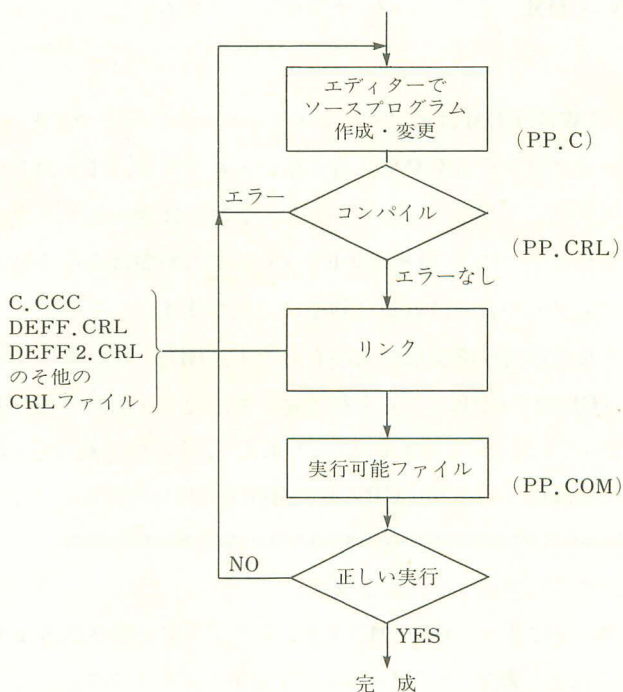 エディターで
ソースプログラム
作成・変更
(PP.C)
エラー
コンパイル
(PP.CRL)
エラーなし
C.CCC
DEFF.CRL
DEFF2.CRL
のその他の
CRLファイル
リンク
実行可能ファイル
(PP.COM)
NO
正しい実行
YES
完 成